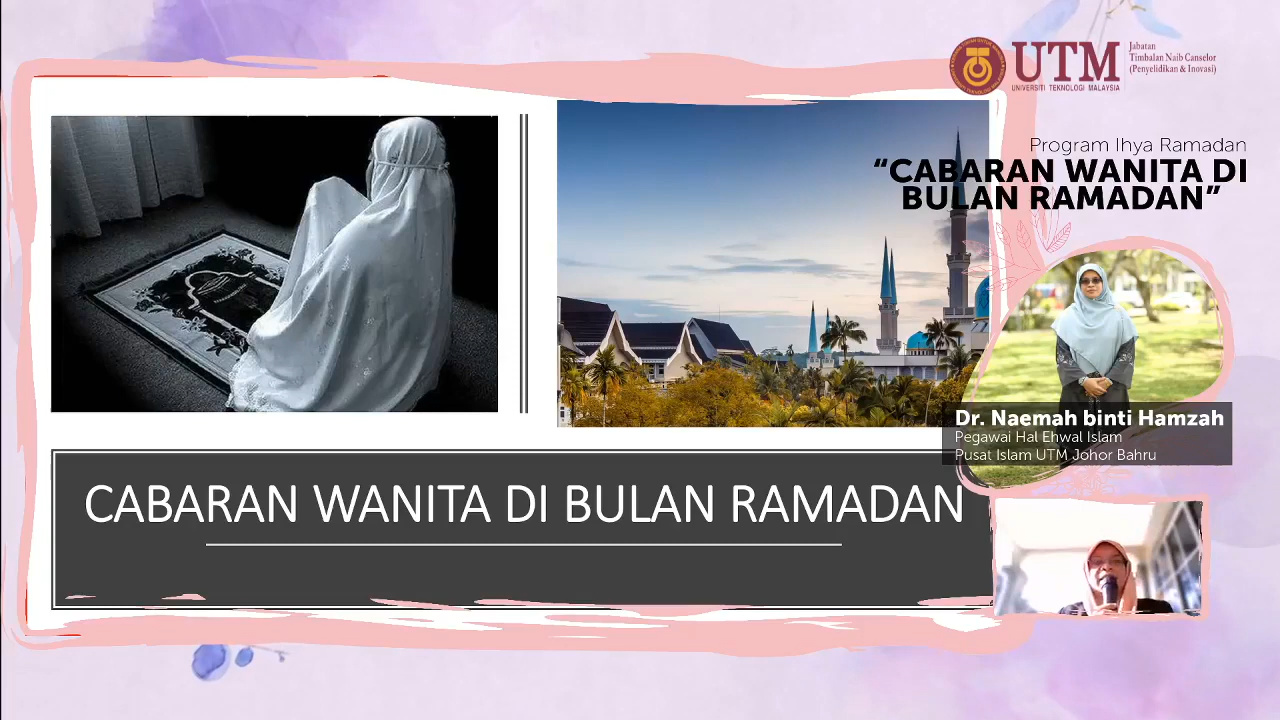 UTM
UNIVERSITI TEKNOLOGI MALAYSIA
Jabatan
Timbalan Naib Canselor
(Penyelidikan & Inovasi)
Program Ihya Ramadan
“CABARAN WANITA DI
BULAN RAMADAN”
Dr. Naemah binti Hamzah
Pegawai Hal Ehwal Islam
Pusat Islam UTM Johor Bahru
CABARAN WANITA DI BULAN RAMADAN